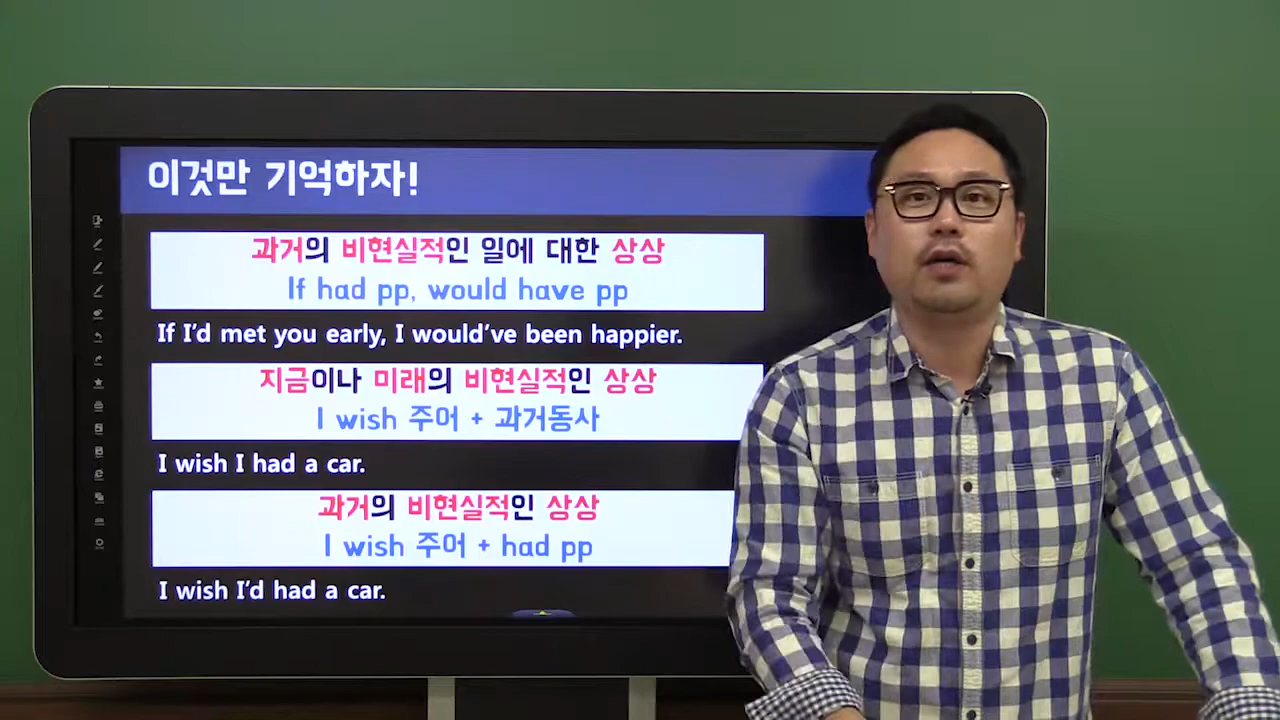 이것만 기억하자!
과거의 비현실적인 일에 대한 상상
If had pp, would have pp
If I'd met you early, I would've been happier.
지금이나 미래의 비현실적인 상상
I wish 주어 + 과거동사
I wish I had a car.
과거의 비현실적인 상상
I wish 주어 + had pp
I wish I'd had a car.